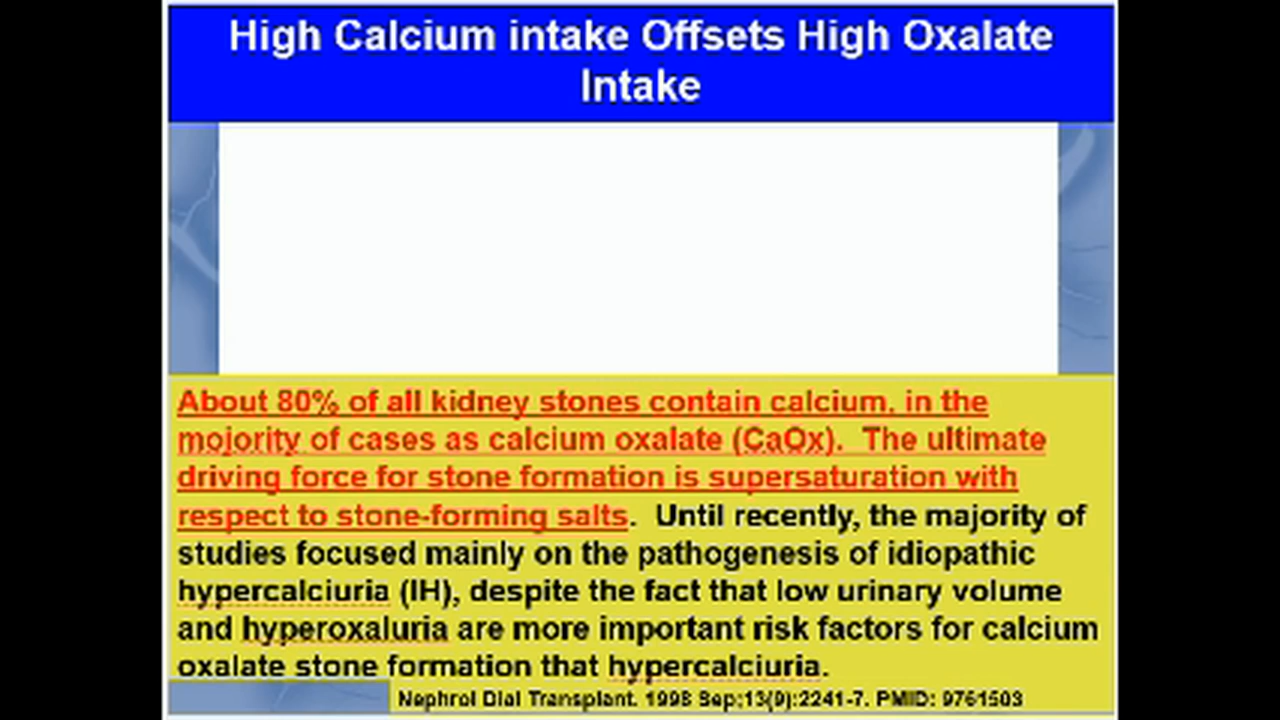 High Calcium intake Offsets High Oxalate
Intake
About 80% of all kidney stones contain calcium, in the
mojority of cases as calcium oxalate (CaOx).  The ultimate
driving force for stone formation is supersaturation with
respect to stone-forming salts.  Until recently, the majority of
studies focused mainly on the pathogenesis of idiopathic
hypercalciuria (IH), despite the fact that low urinary volume
and hyperoxaluria are more important risk factors for calcium
oxalate stone formation that hypercalciuria.
Nephrol Dial Transplant. 1998 Sep;13(9):2241-7. PMID: 9761503